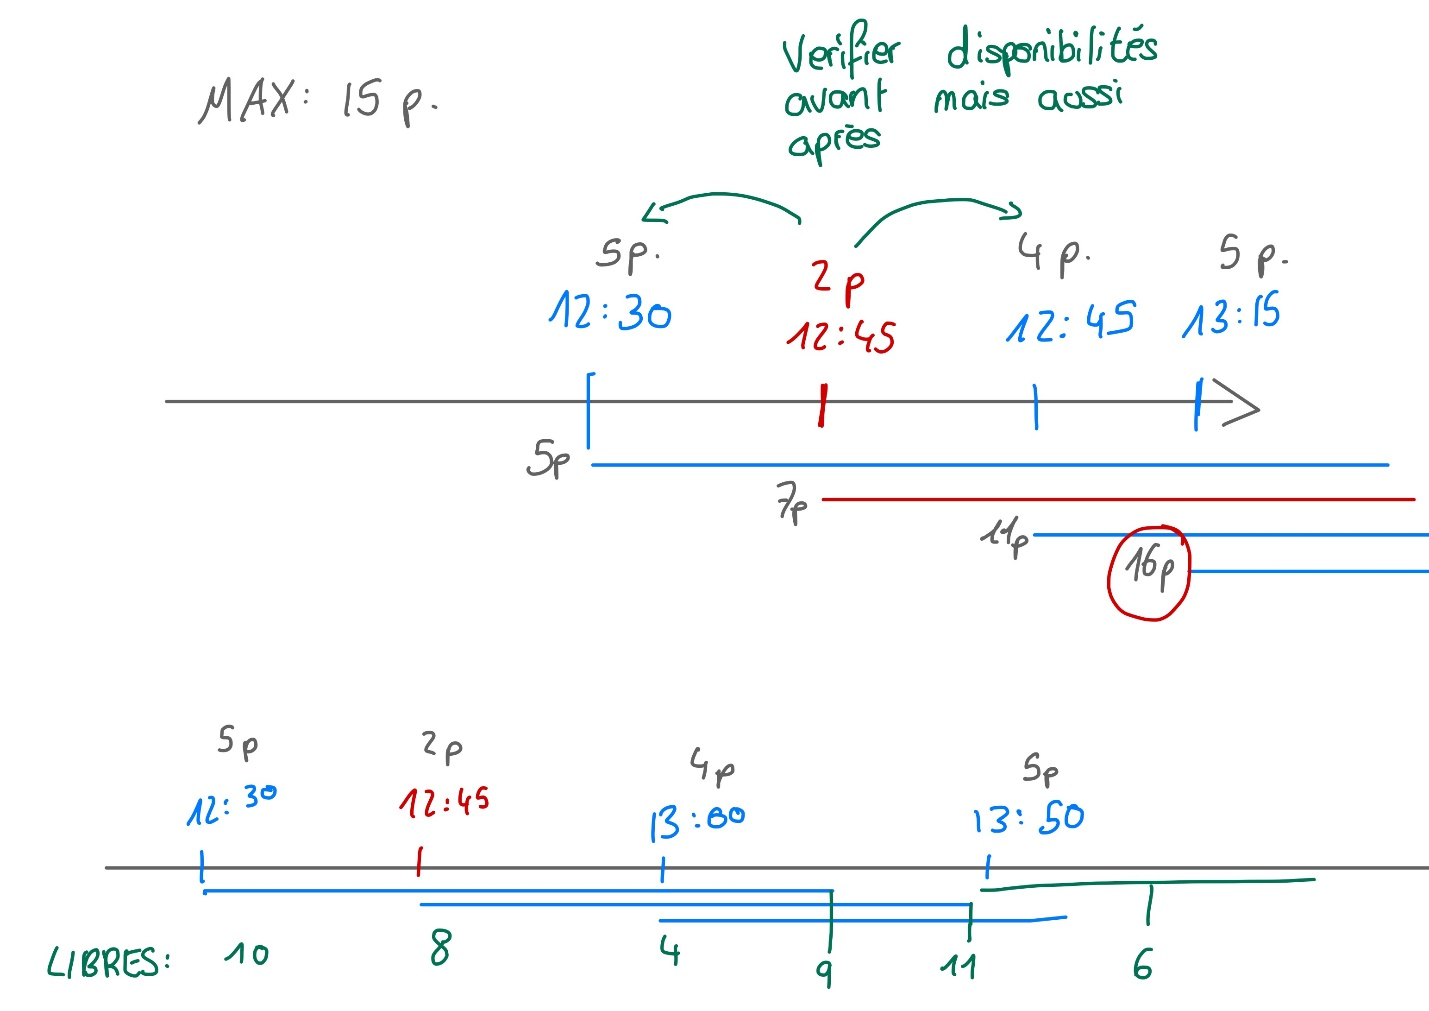 MAX: 15 p.
Verifier disponibilités
avant mais aussi
après
5p. 2p 4 p. 5 p.
12:30 12:45 12:45 13:15
5p
7p
11p
16p
5p 2p 4p 5p
12:30 12:45 13:00 13:50
LIBRES: 10 8 4 9 11 6